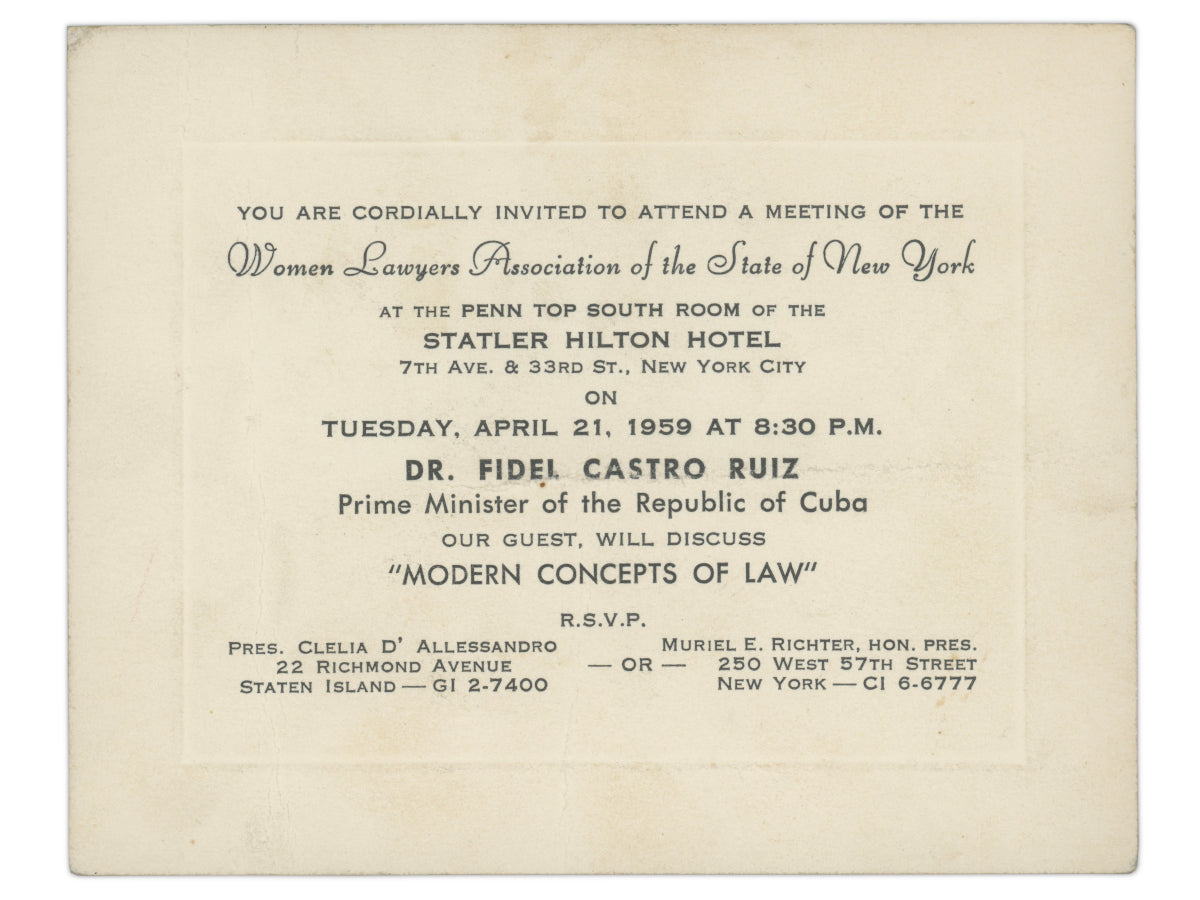 YOU ARE CORDIALLY INVITED TO ATTEND A MEETING OF THE
Women Lawyers Association of the State of New York
AT THE PENN TOP SOUTH ROOM OF THE
STATLER HILTON HOTEL
7TH AVE. & 33RD ST., NEW YORK CITY
ON
TUESDAY, APRIL 21, 1959 AT 8:30 P.M.
DR. FIDEL CASTRO RUIZ
Prime Minister of the Republic of Cuba
OUR GUEST, WILL DISCUSS
"MODERN CONCEPTS OF LAW"
R.S.V.P.
PRES. CLELIA D' ALLESSANDRO
22 RICHMOND AVENUE
STATEN ISLAND — GI 2-7400
— OR —
MURIEL E. RICHTER, HON. PRES.
250 WEST 57TH STREET
NEW YORK — CI 6-6777